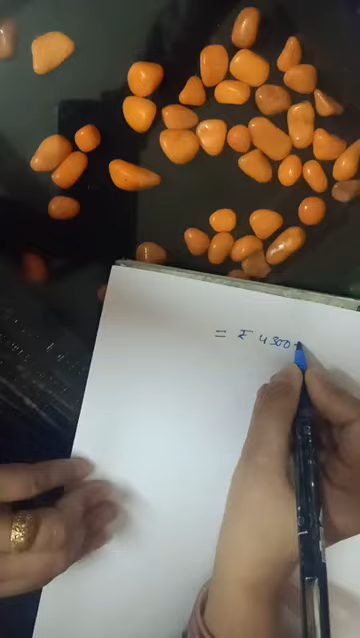 = ₹ 4300